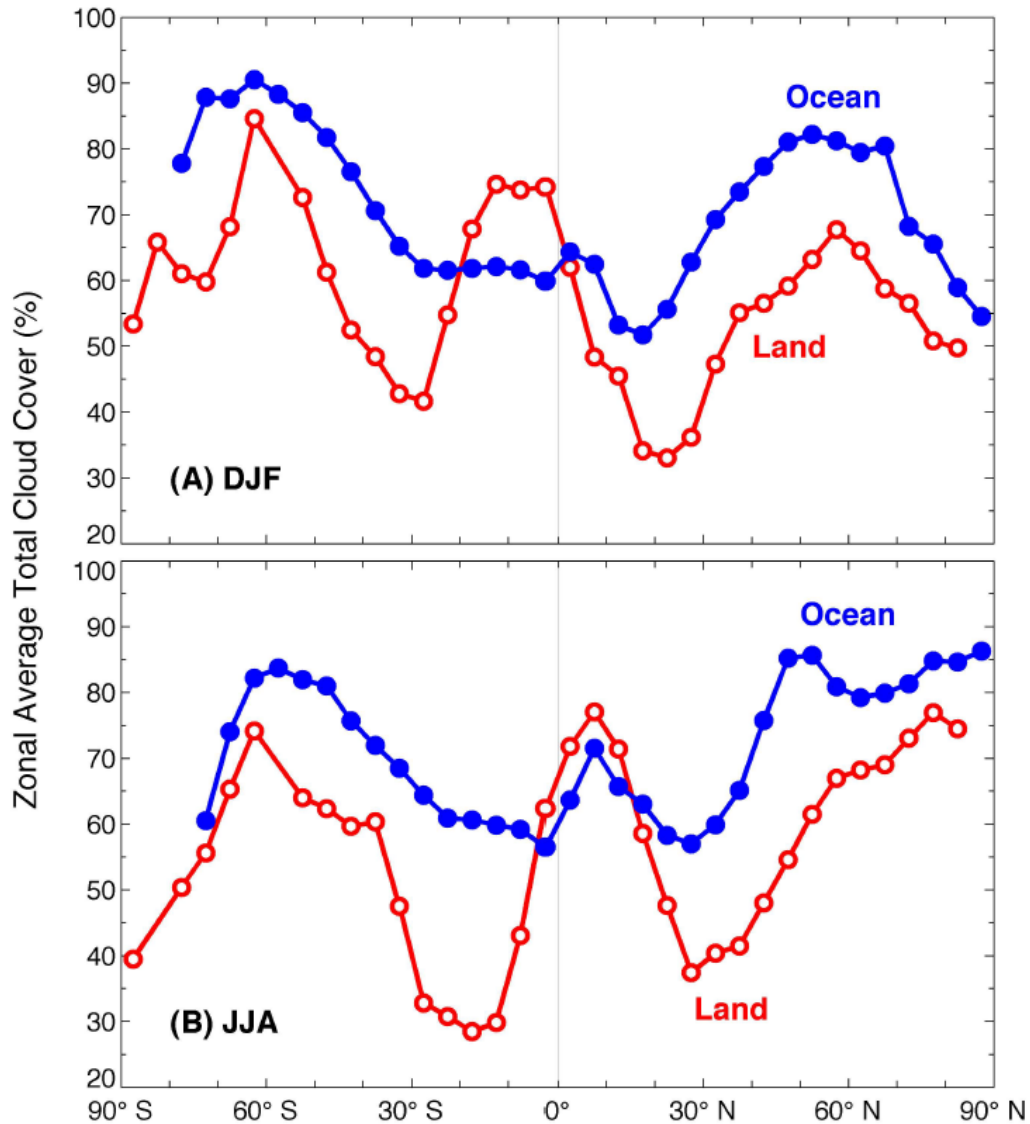 Zonal Average Total Cloud Cover (%)
100
90
80
70
60
50
40
30
20
Ocean
Land
(A) DJF
100
90
80
70
60
50
40
30
20
Ocean
Land
(B) JJA
90° S 60° S 30° S 0° 30° N 60° N 90° N